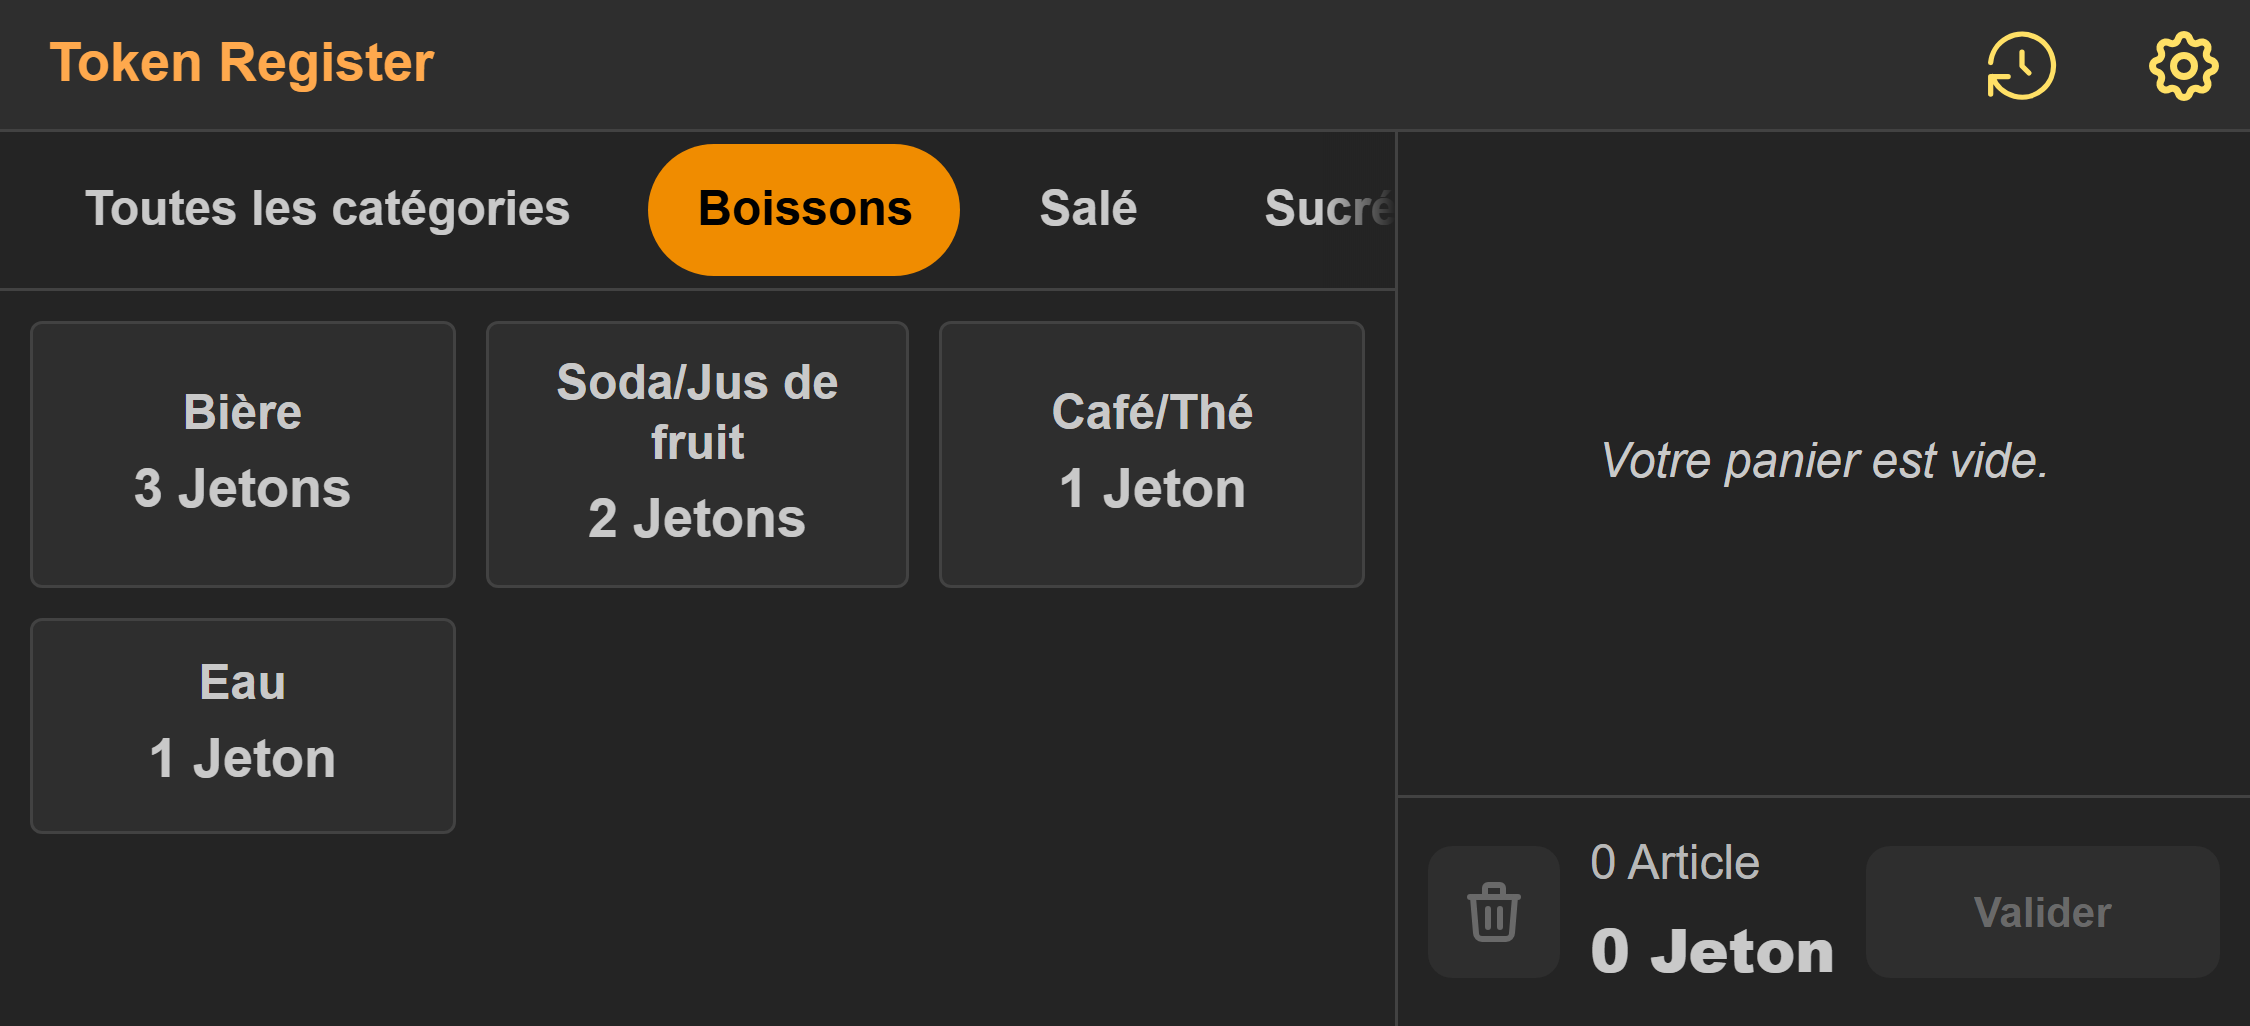 Token Register
Toutes les catégories
Boissons
Salé
Sucré
Bière
3 Jetons
Soda/Jus de
fruit
2 Jetons
Café/Thé
1 Jeton
Eau
1 Jeton
Votre panier est vide.
0 Article
0 Jeton
Valider